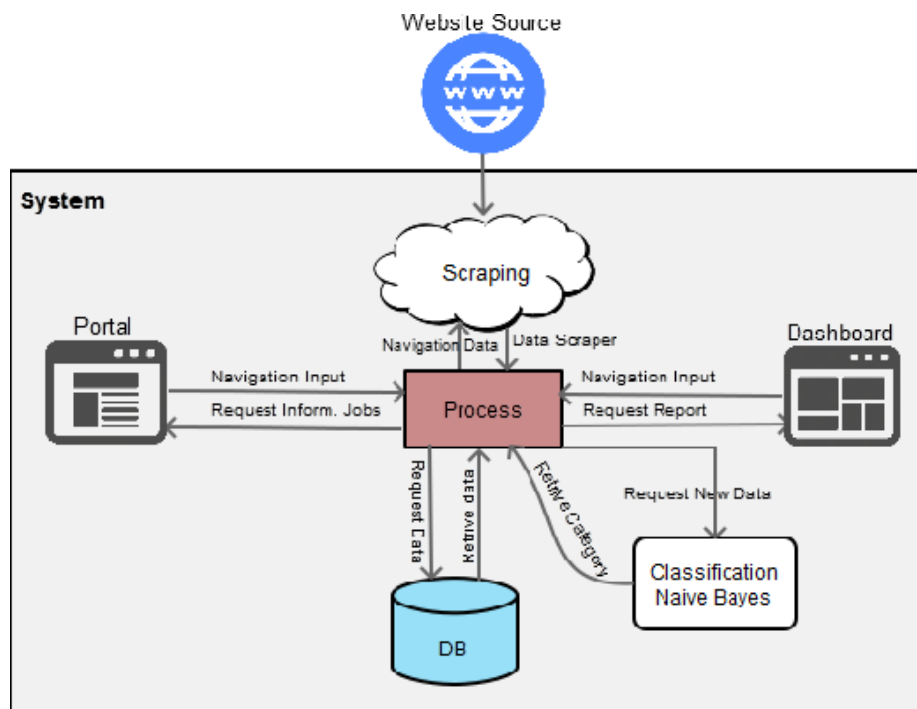 Website Source
WWW
System
Scraping
Portal
Dashboard
Navigation Data
Data Scraper
Navigation Input
Navigation Input
Request Inform. Jobs
Process
Request Report
Request Data
Retrive data
Retrive Category
Request New Data
Classification
Naive Bayes
DB